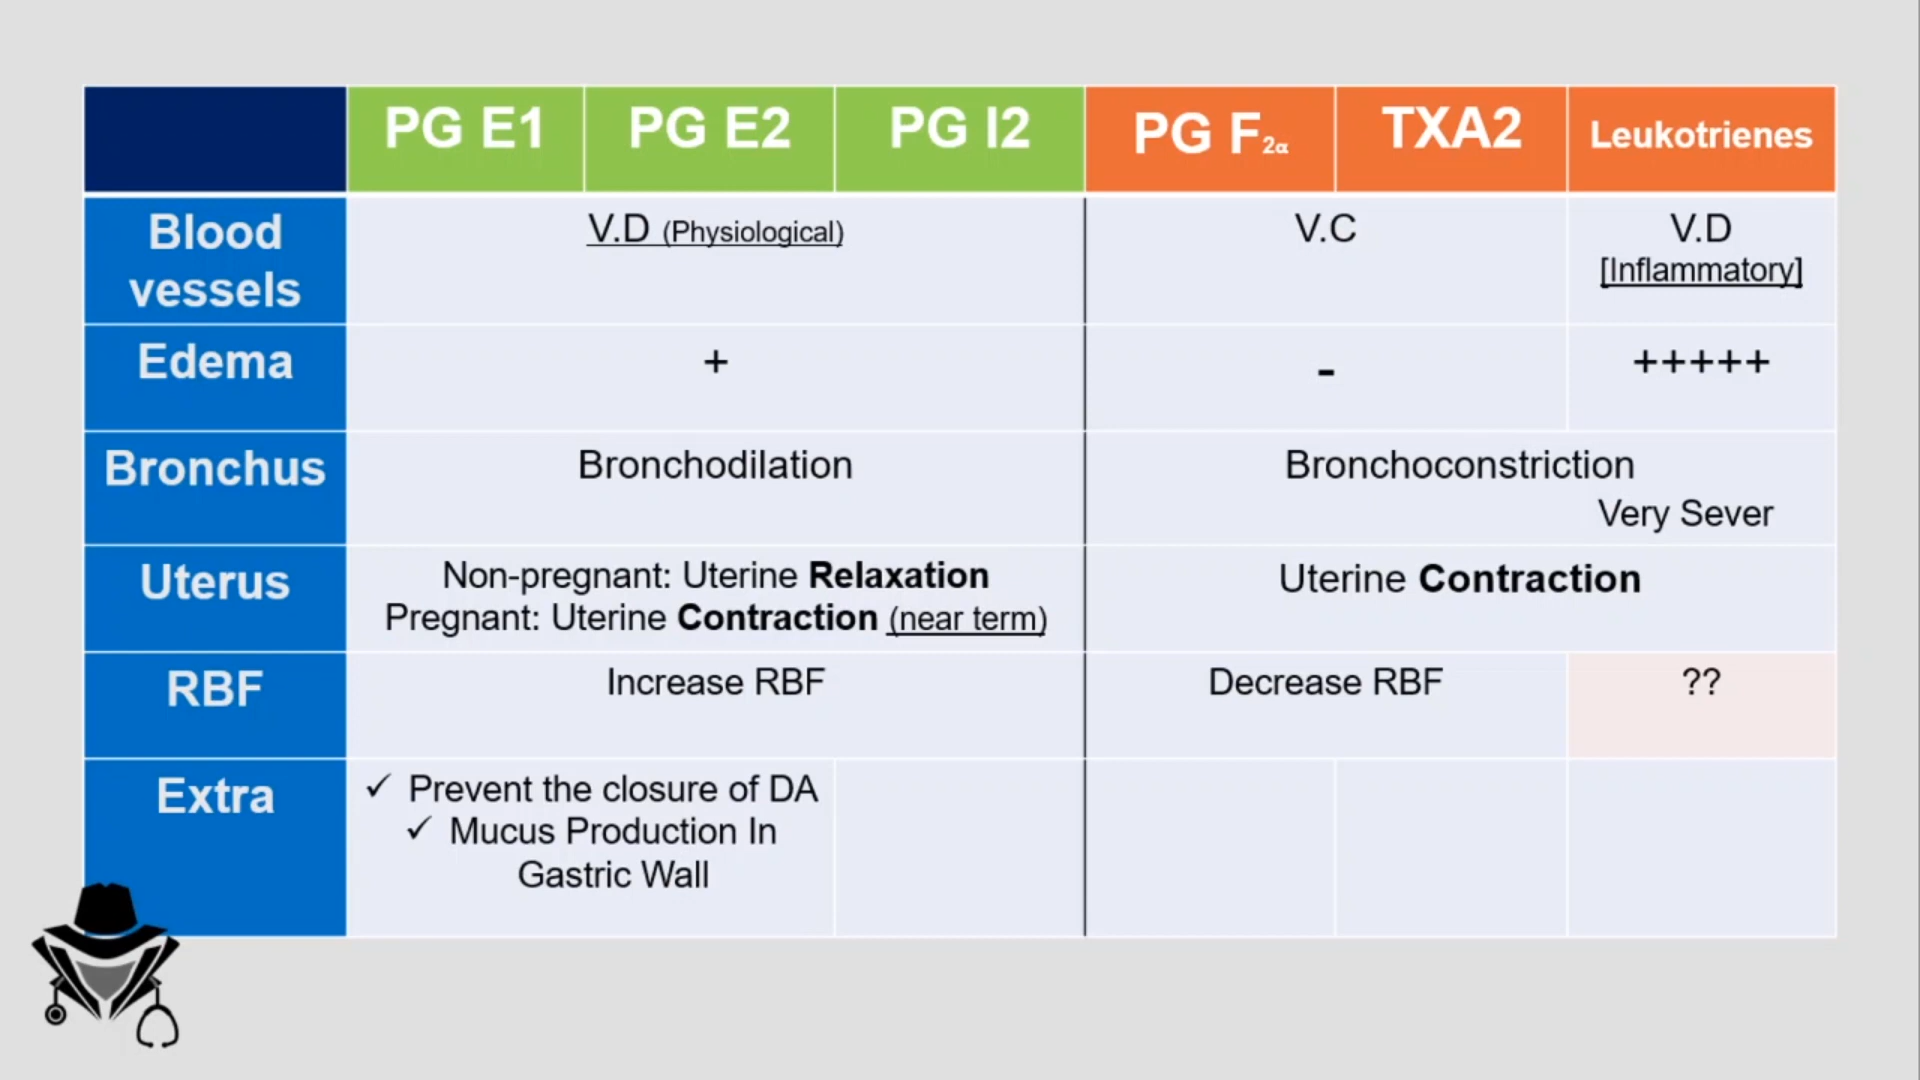 PG E1 PG E2 PG I2 PG F2α TXA2 Leukotrienes
Blood
vessels
V.D (Physiological)
V.C
V.D
[Inflammatory]
Edema
+
-
+++++
Bronchus
Bronchodilation
Bronchoconstriction
Very Sever
Uterus
Non-pregnant: Uterine Relaxation
Pregnant: Uterine Contraction (near term)
Uterine Contraction
RBF
Increase RBF
Decrease RBF
??
Extra
✓ Prevent the closure of DA
✓ Mucus Production In
Gastric Wall